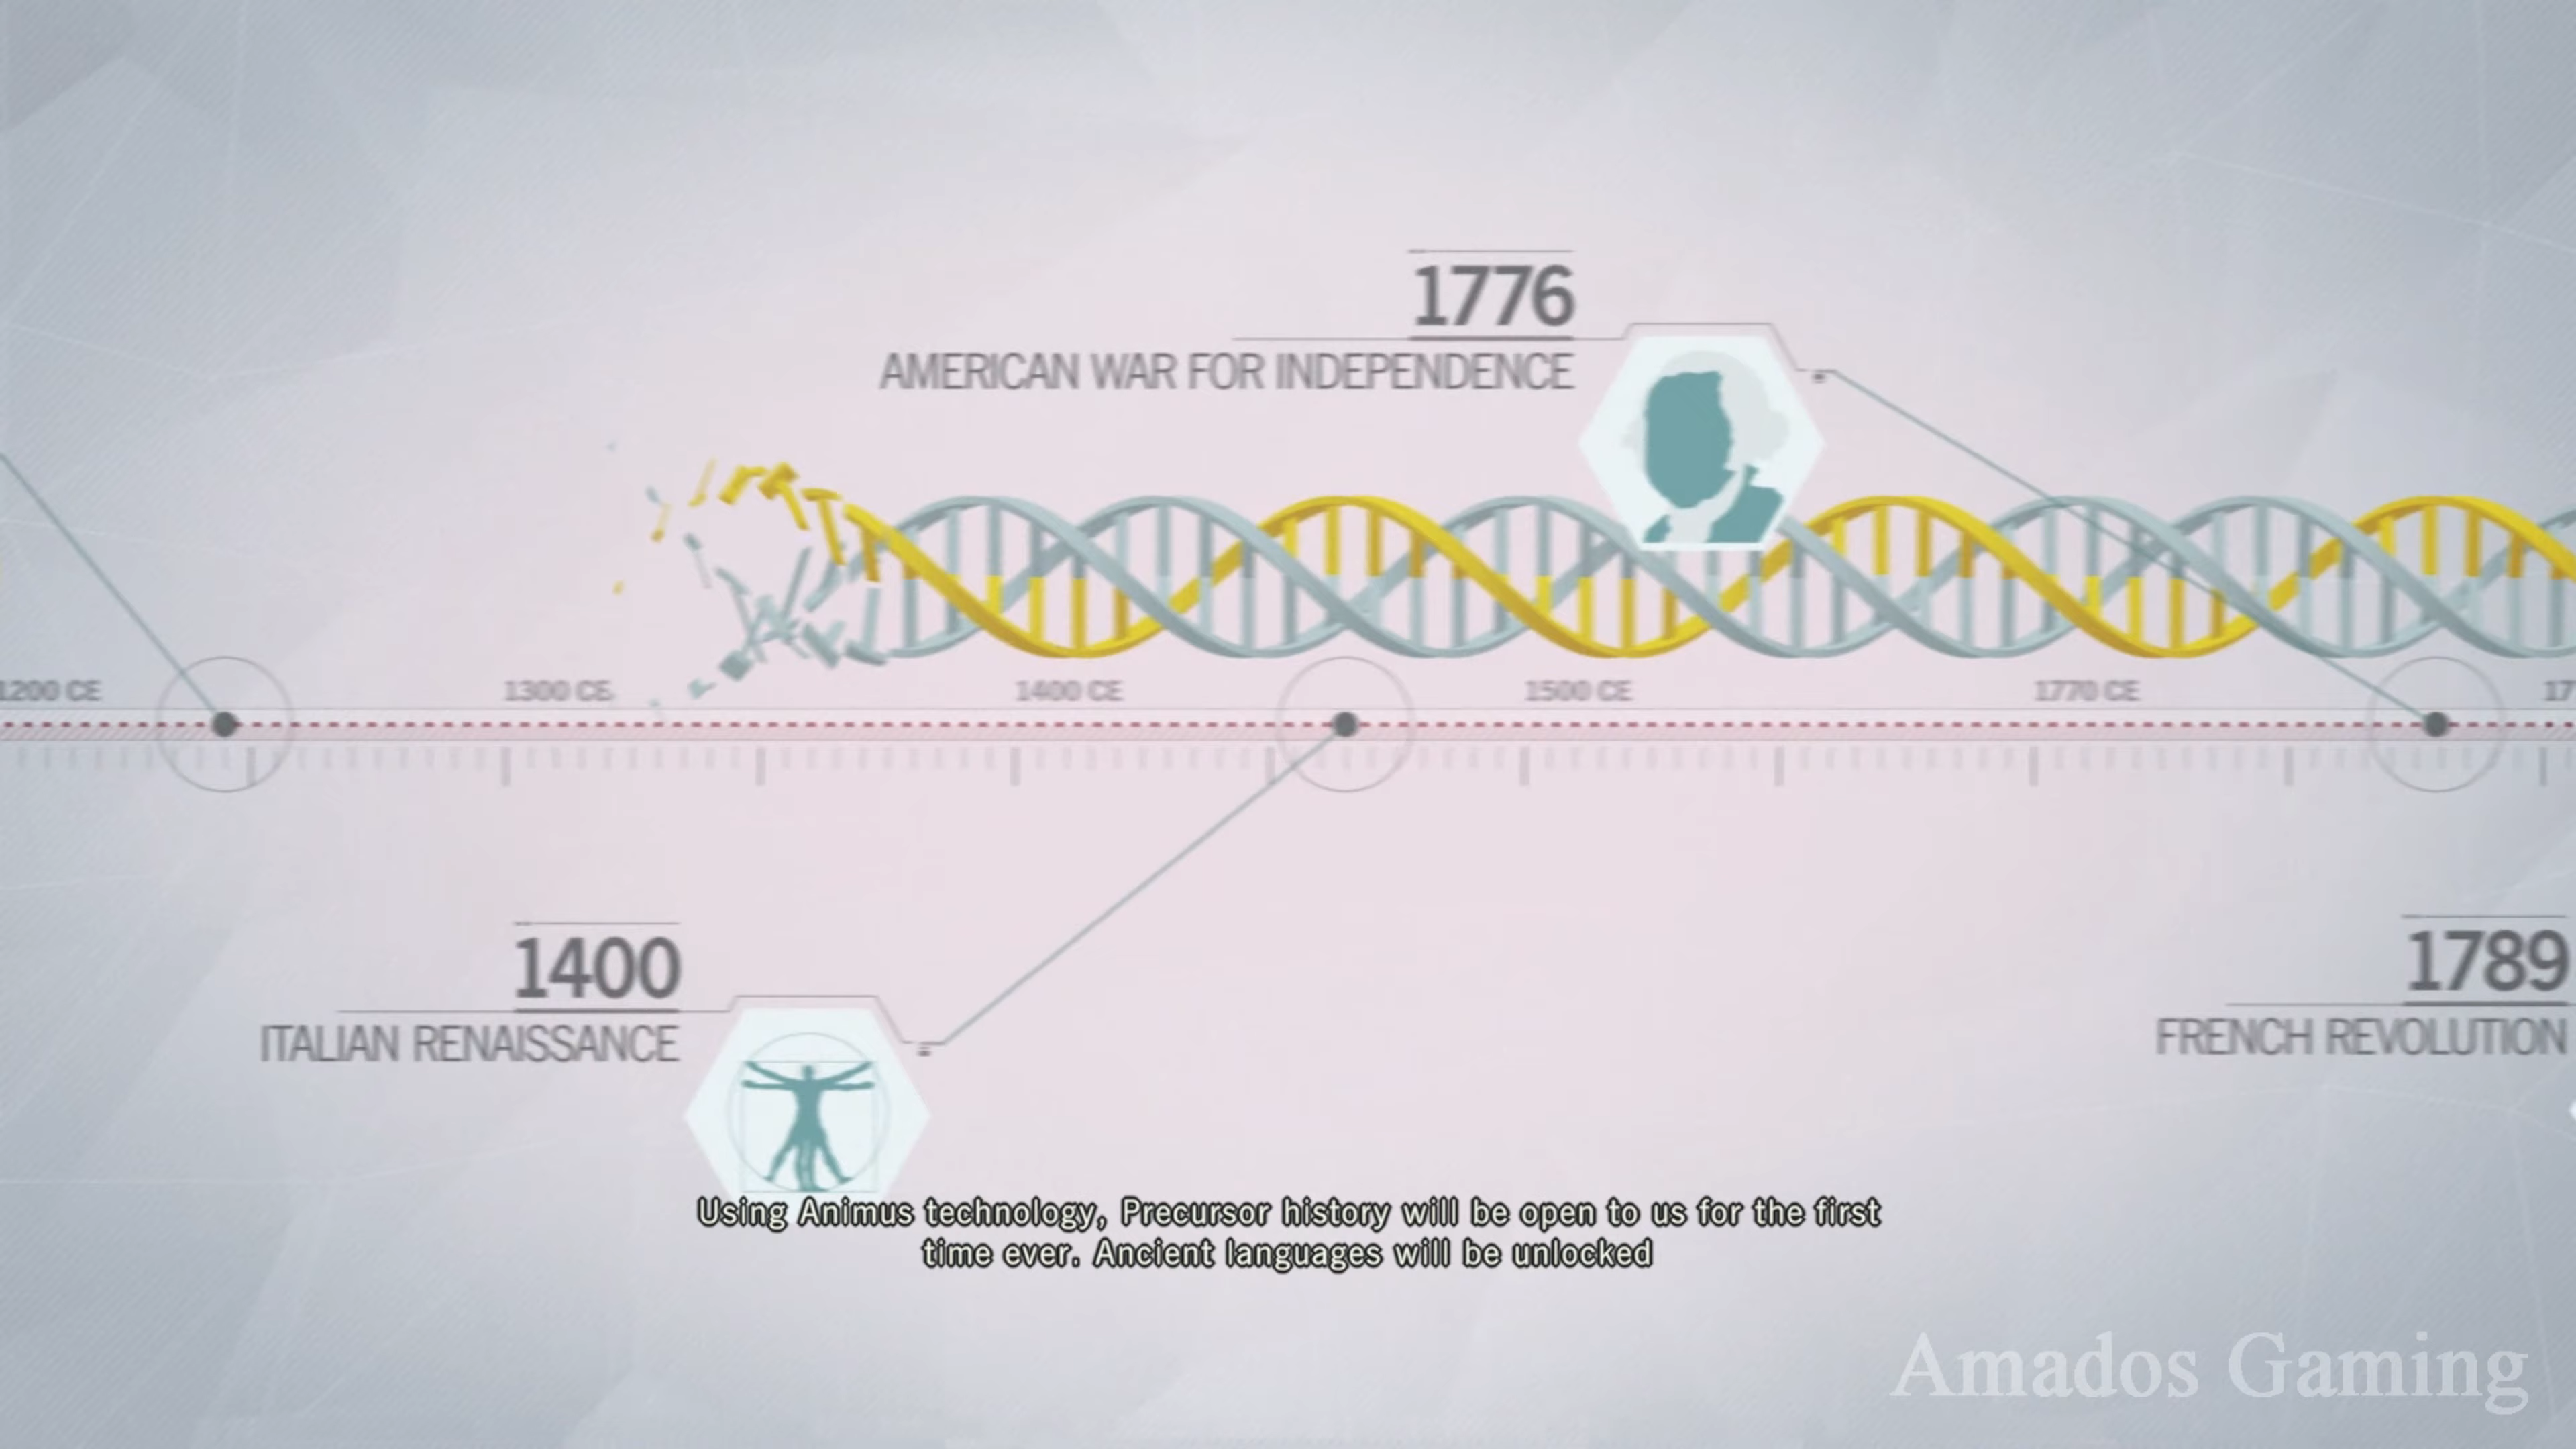 1776
AMERICAN WAR FOR INDEPENDENCE
1200 CE
1300 CE
1400 CE
1500 CE
1770 CE
1400
ITALIAN RENAISSANCE
1789
FRENCH REVOLUTION
Using Animus technology, Precursor history will be open to us for the first
time ever. Ancient languages will be unlocked
Amados Gaming